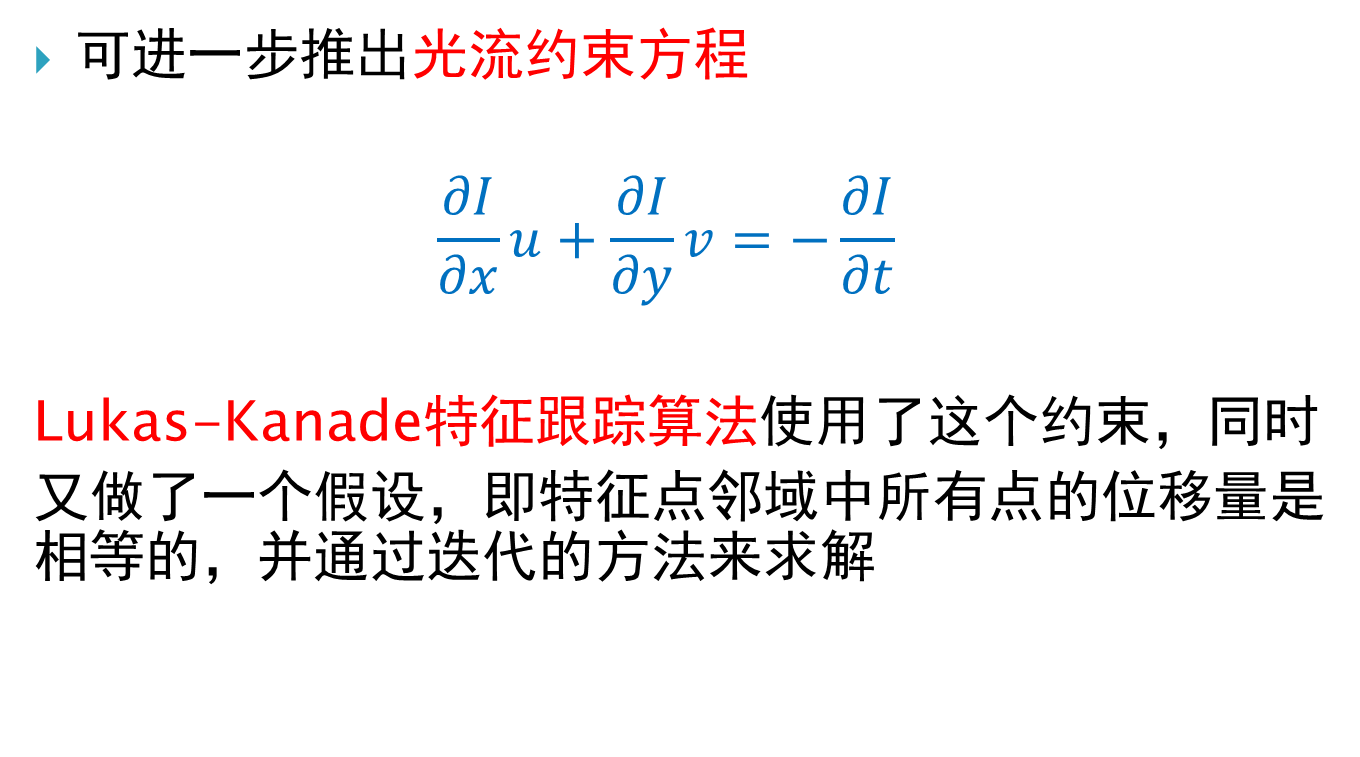 可进一步推出光流约束方程
∂I/∂x u + ∂I/∂y v = − ∂I/∂t
Lukas-Kanade特征跟踪算法使用了这个约束，同时
又做了一个假设，即特征点邻域中所有点的位移量是
相等的，并通过迭代的方法来求解